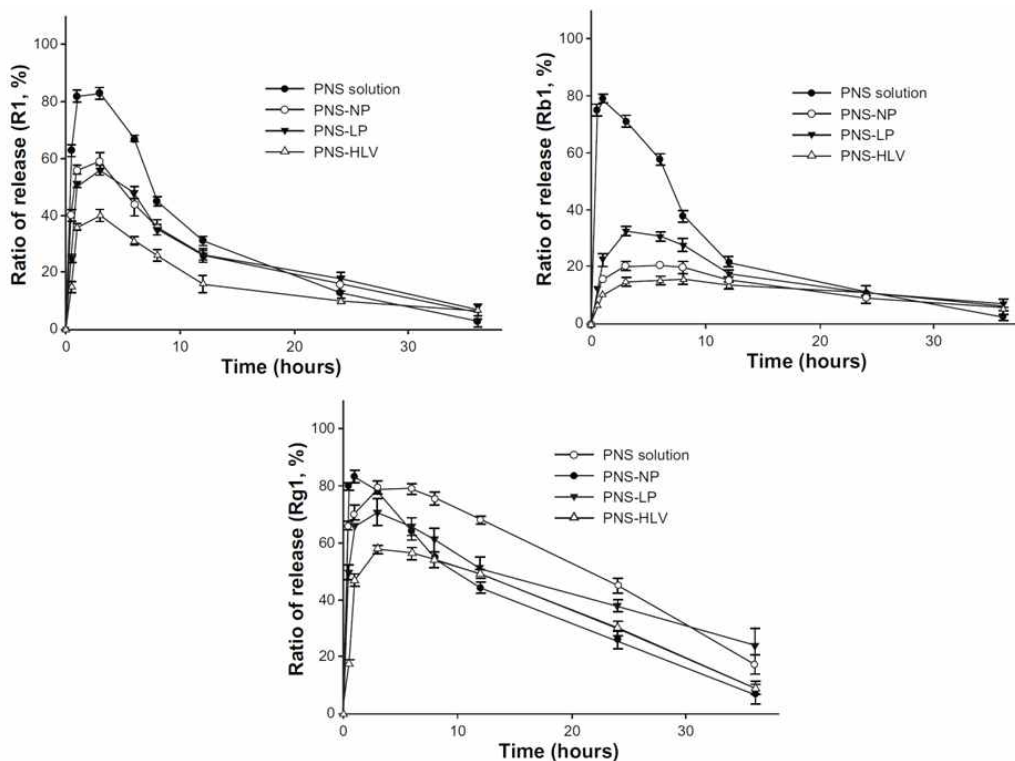 Ratio of release (R1, %)
100
80
60
40
20
0
0
10
20
30
Time (hours)
PNS solution
PNS-NP
PNS-LP
PNS-HLV
Ratio of release (Rb1, %)
100
80
60
40
20
0
0
10
20
30
Time (hours)
PNS solution
PNS-NP
PNS-LP
PNS-HLV
Ratio of release (Rg1, %)
100
80
60
40
20
0
0
10
20
30
Time (hours)
PNS solution
PNS-NP
PNS-LP
PNS-HLV